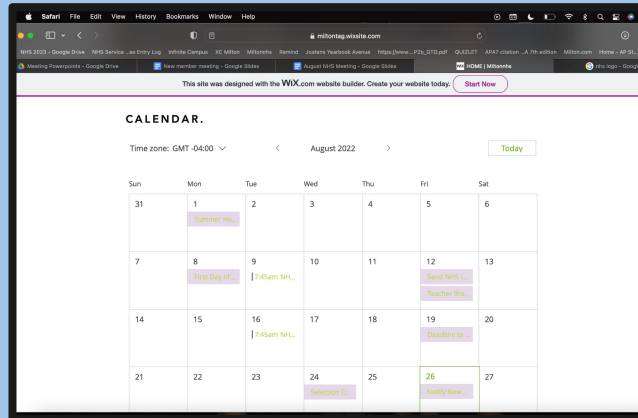 Safari File Edit View History Bookmarks Window Help
miltontag.wixsite.com
NHS 2023 - Google Drive NHS Service ...es Entry Log Infinite Campus XC Milton Miltonnhs Remind Jostens Yearbook Avenue https://www....P2b_DTD.pdf QUIZLET APA7 citation ...A 7th edition Milton.com Home - AP St...
Meeting Powerpoints - Google Drive New member meeting - Google Slides August NHS Meeting - Google Slides WIX HOME | Miltonnhs nhs logo - Googl
This site was designed with the WiX.com website builder. Create your website today. Start Now
CALENDAR.
Time zone: GMT -04:00 August 2022 Today
Sun Mon Tue Wed Thu Fri Sat
31 1 2 3 4 5 6
Summer Ho...
7 8 9 10 11 12 13
First Day of ... 7:45am NH... Send NHS i...
Teacher Bre...
14 15 16 17 18 19 20
7:45am NH... Deadline to ...
21 22 23 24 25 26 27
Selection C... Notify New ...